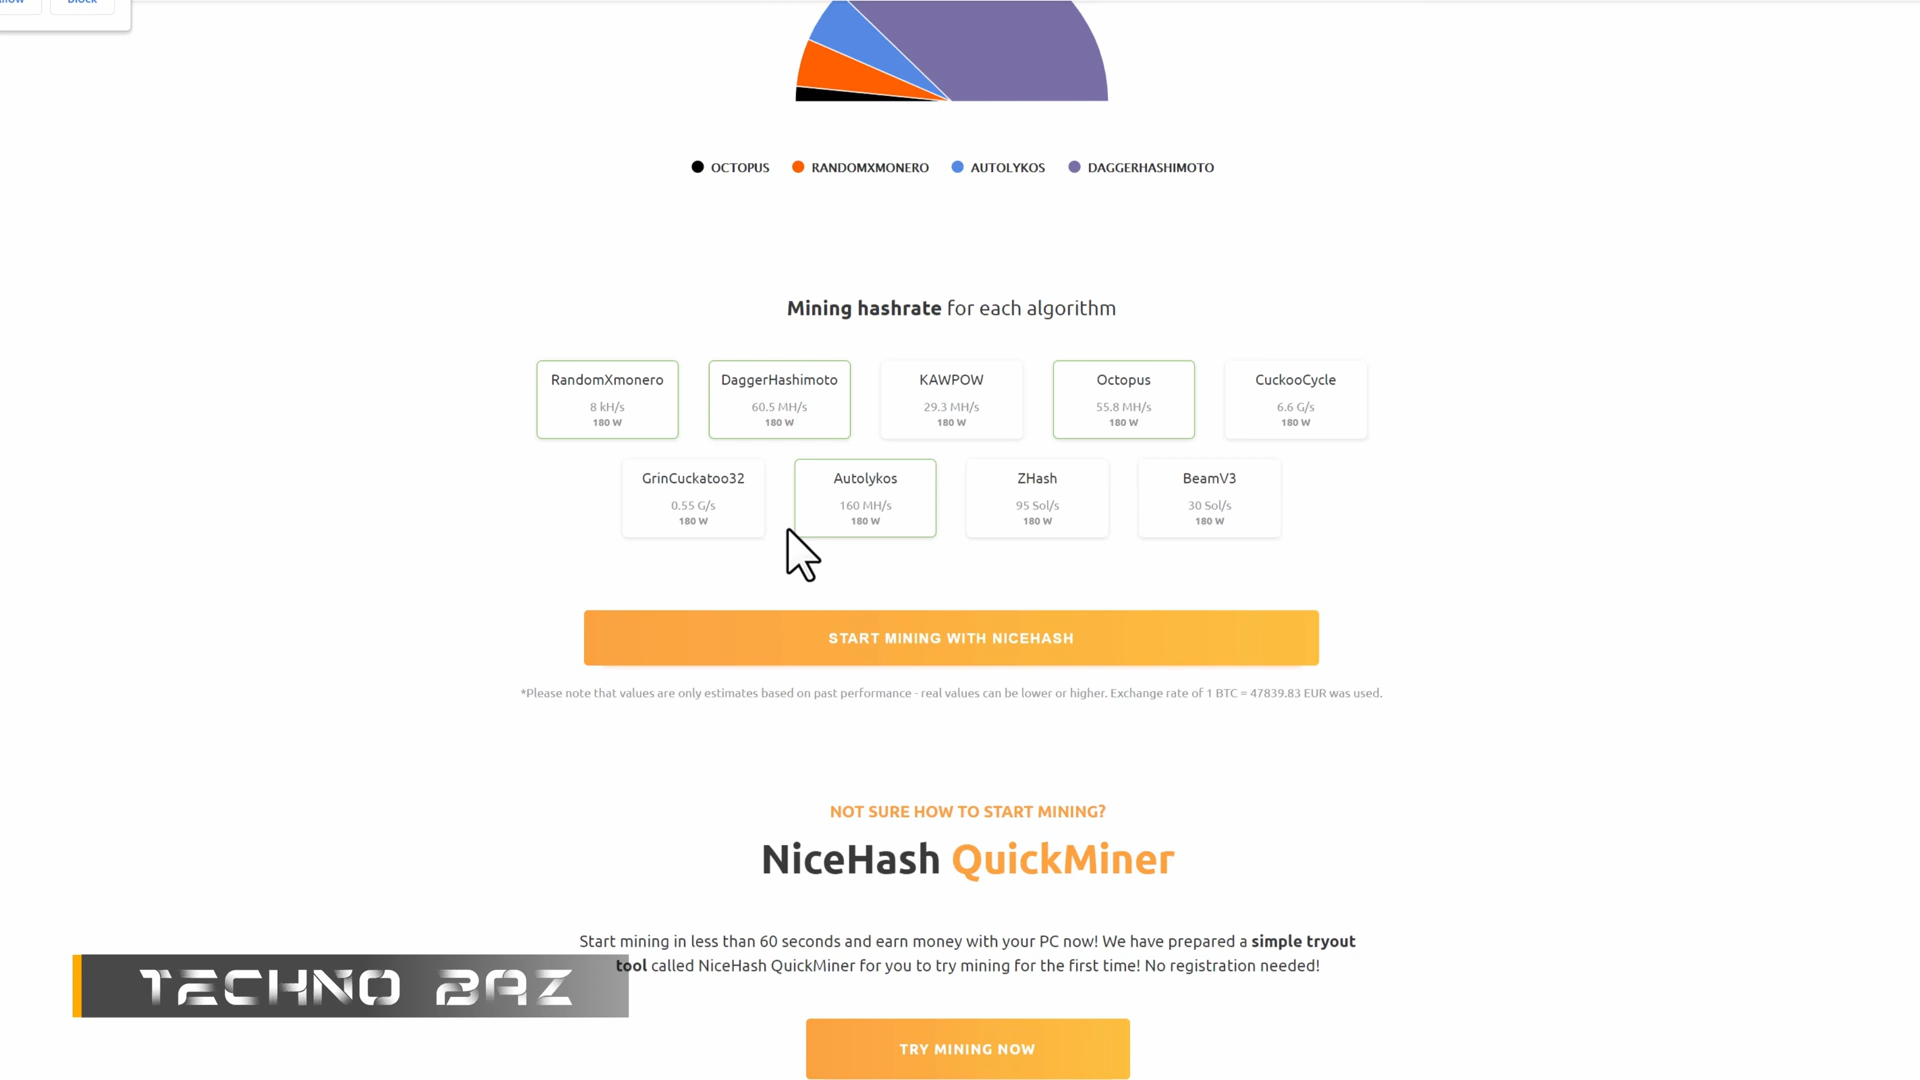 OCTOPUS RANDOMXMONERO AUTOLYKOS DAGGERHASHIMOTO
Mining hashrate for each algorithm
RandomXmonero
8 kH/s
180 W
DaggerHashimoto
60.5 MH/s
180 W
KAWPOW
29.3 MH/s
180 W
Octopus
55.8 MH/s
180 W
CuckooCycle
6.6 G/s
180 W
GrinCuckatoo32
0.55 G/s
180 W
Autolykos
160 MH/s
180 W
ZHash
95 Sol/s
180 W
BeamV3
30 Sol/s
180 W
START MINING WITH NICEHASH
*Please note that values are only estimates based on past performance - real values can be lower or higher. Exchange rate of 1 BTC = 47839.83 EUR was used.
NOT SURE HOW TO START MINING?
NiceHash QuickMiner
Start mining in less than 60 seconds and earn money with your PC now! We have prepared a simple tryout
tool called NiceHash QuickMiner for you to try mining for the first time! No registration needed!
TECHNO BAZ
TRY MINING NOW